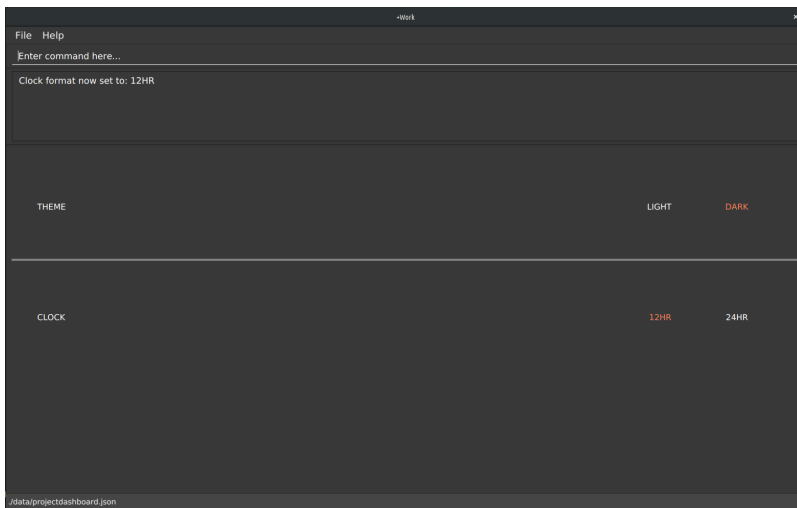 +Work
File Help
Enter command here...
Clock format now set to: 12HR
THEME LIGHT DARK
CLOCK 12HR 24HR
./data/projectdashboard.json